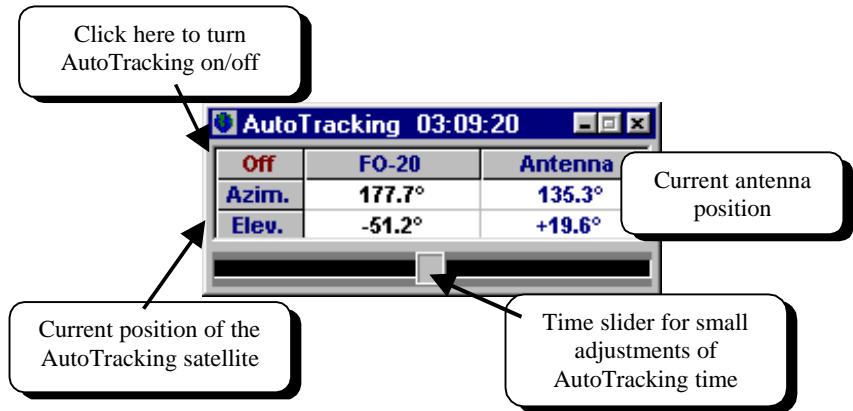 Click here to turn
AutoTracking on/off
AutoTracking 03:09:20
Off FO-20 Antenna
Azim. 177.7° 135.3°
Elev. -51.2° +19.6°
Current antenna
position
Current position of the
AutoTracking satellite
Time slider for small
adjustments of
AutoTracking time